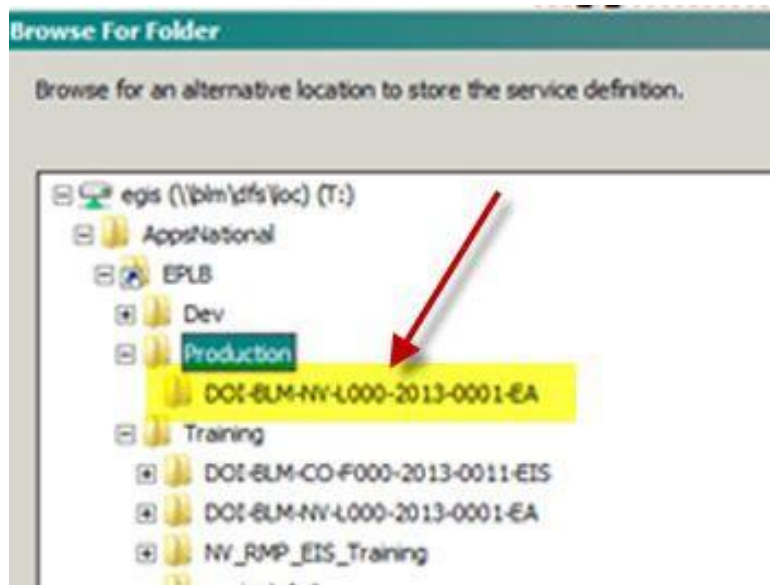 Browse For Folder
Browse for an alternative location to store the service definition.
egis (\\blm\dfs\loc) (T:)
AppsNational
EPLB
Dev
Production
DOI-BLM-NV-L000-2013-0001-EA
Training
DOI-BLM-CO-F000-2013-0011-EIS
DOI-BLM-NV-L000-2013-0001-EA
NV_RMP_EIS_Training